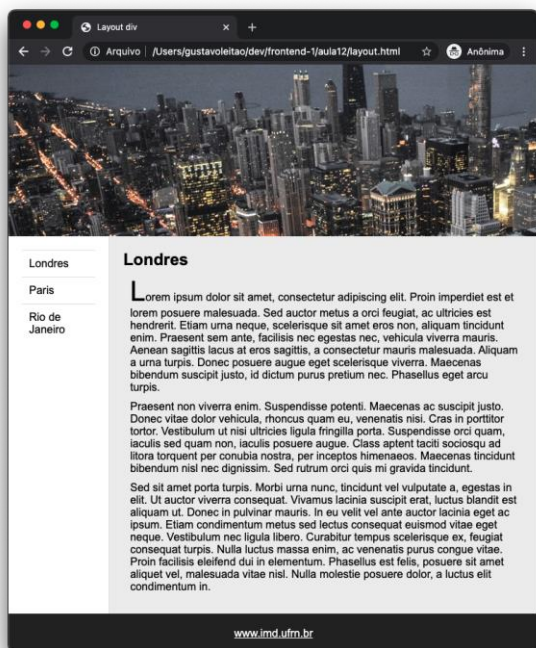 Layout div
Arquivo | /Users/gustavoleitao/dev/frontend-1/aula12/layout.html
Anônima
Londres
Paris
Rio de
Janeiro
Londres
Lorem ipsum dolor sit amet, consectetur adipiscing elit. Proin imperdiet est et
lorem posuere malesuada. Sed auctor metus a orci feugiat, ac ultricies est
hendrerit. Etiam urna neque, scelerisque sit amet eros non, aliquam tincidunt
enim. Praesent sem ante, facilisis nec egestas nec, vehicula viverra mauris.
Aenean sagittis lacus at eros sagittis, a consectetur mauris malesuada. Aliquam
a urna turpis. Donec posuere augue eget scelerisque viverra. Maecenas
bibendum suscipit justo, id dictum purus pretium nec. Phasellus eget arcu
turpis.
Praesent non viverra enim. Suspendisse potenti. Maecenas ac suscipit justo.
Donec vitae dolor vehicula, rhoncus quam eu, venenatis nisi. Cras in porttitor
tortor. Vestibulum ut nisi ultricies ligula fringilla porta. Suspendisse orci quam,
iaculis sed quam non, iaculis posuere augue. Class aptent taciti sociosqu ad
litora torquent per conubia nostra, per inceptos himenaeos. Maecenas tincidunt
bibendum nisl nec dignissim. Sed rutrum orci quis mi gravida tincidunt.
Sed sit amet porta turpis. Morbi urna nunc, tincidunt vel vulputate a, egestas in
elit. Ut auctor viverra consequat. Vivamus lacinia suscipit erat, luctus blandit est
aliquam ut. Donec in pulvinar mauris. In eu velit vel ante auctor lacinia eget ac
ipsum. Etiam condimentum metus sed lectus consequat euismod vitae eget
neque. Vestibulum nec ligula libero. Curabitur tempus scelerisque ex, feugiat
consequat turpis. Nulla luctus massa enim, ac venenatis purus congue vitae.
Proin facilisis eleifend dui in elementum. Phasellus est felis, posuere sit amet
aliquet vel, malesuada vitae nisl. Nulla molestie posuere dolor, a luctus elit
condimentum in.
www.imd.ufrn.br